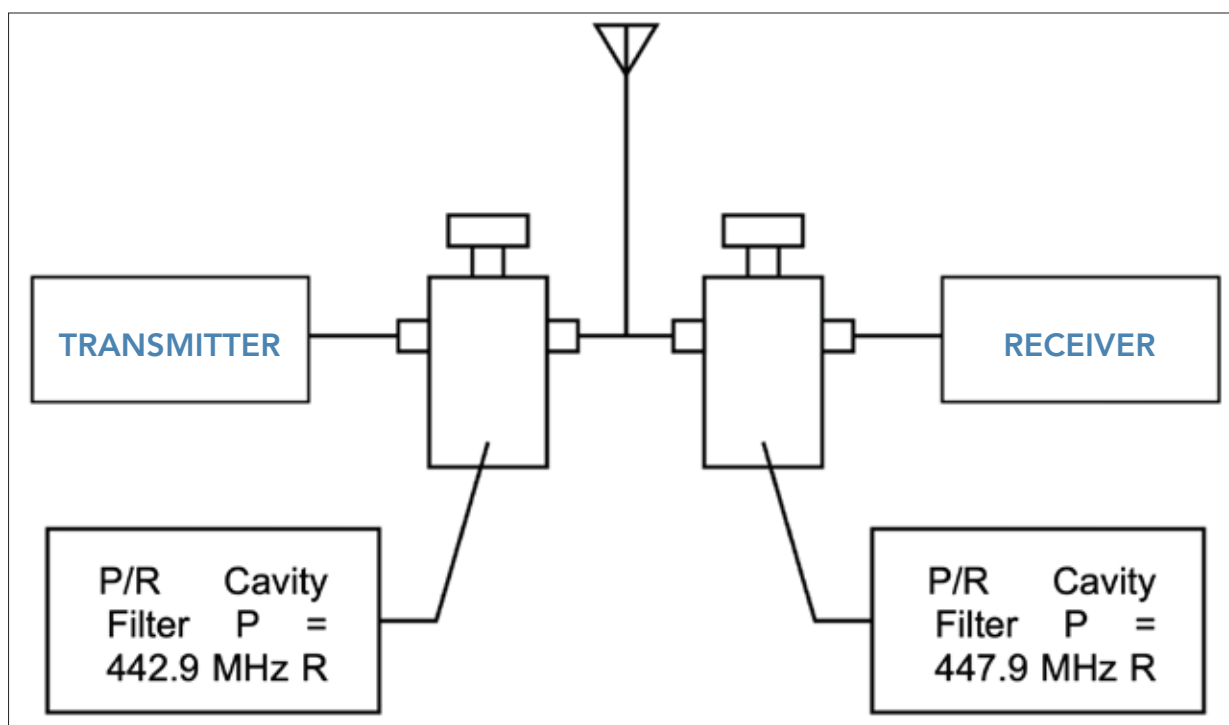 TRANSMITTER
RECEIVER
P/R Cavity
Filter P =
442.9 MHz R
P/R Cavity
Filter P =
447.9 MHz R